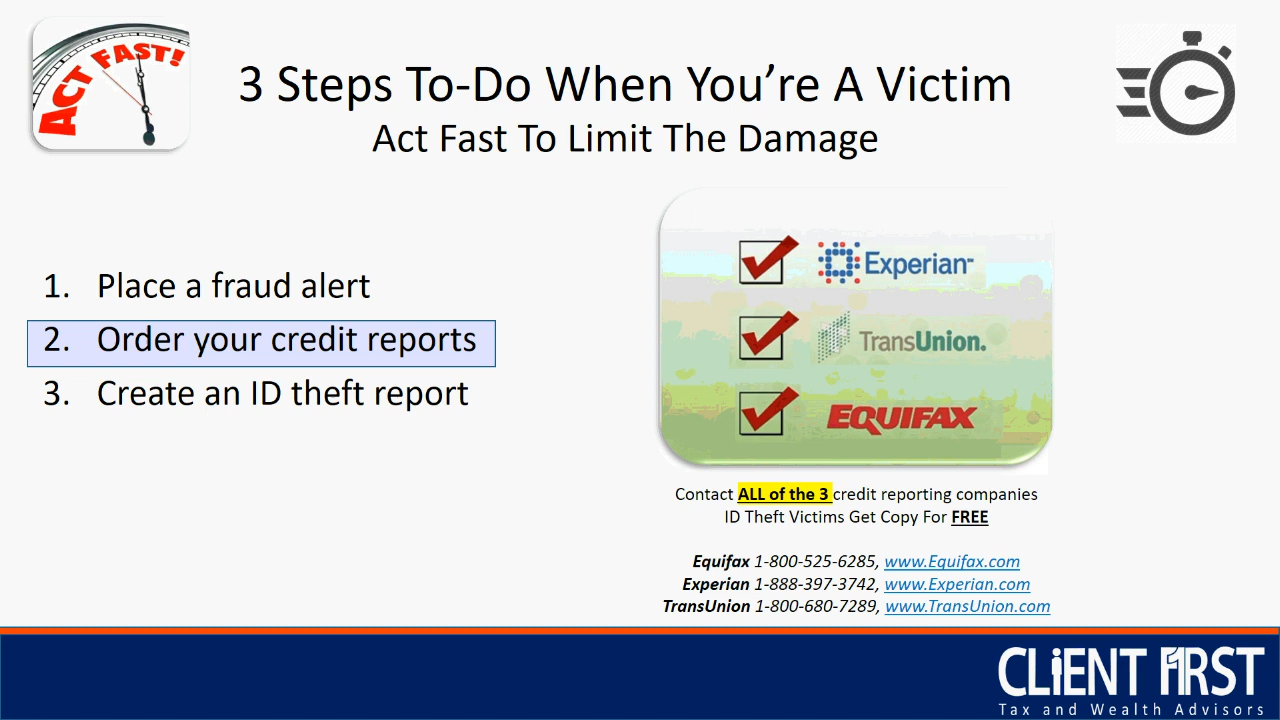 ACT FAST!
3 Steps To-Do When You’re A Victim
Act Fast To Limit The Damage
1. Place a fraud alert
2. Order your credit reports
3. Create an ID theft report
Experian
TransUnion.
EQUIFAX
Contact ALL of the 3 credit reporting companies
ID Theft Victims Get Copy For FREE
Equifax 1-800-525-6285, www.Equifax.com
Experian 1-888-397-3742, www.Experian.com
TransUnion 1-800-680-7289, www.TransUnion.com
CLiENT FIRST
Tax and Wealth Advisors